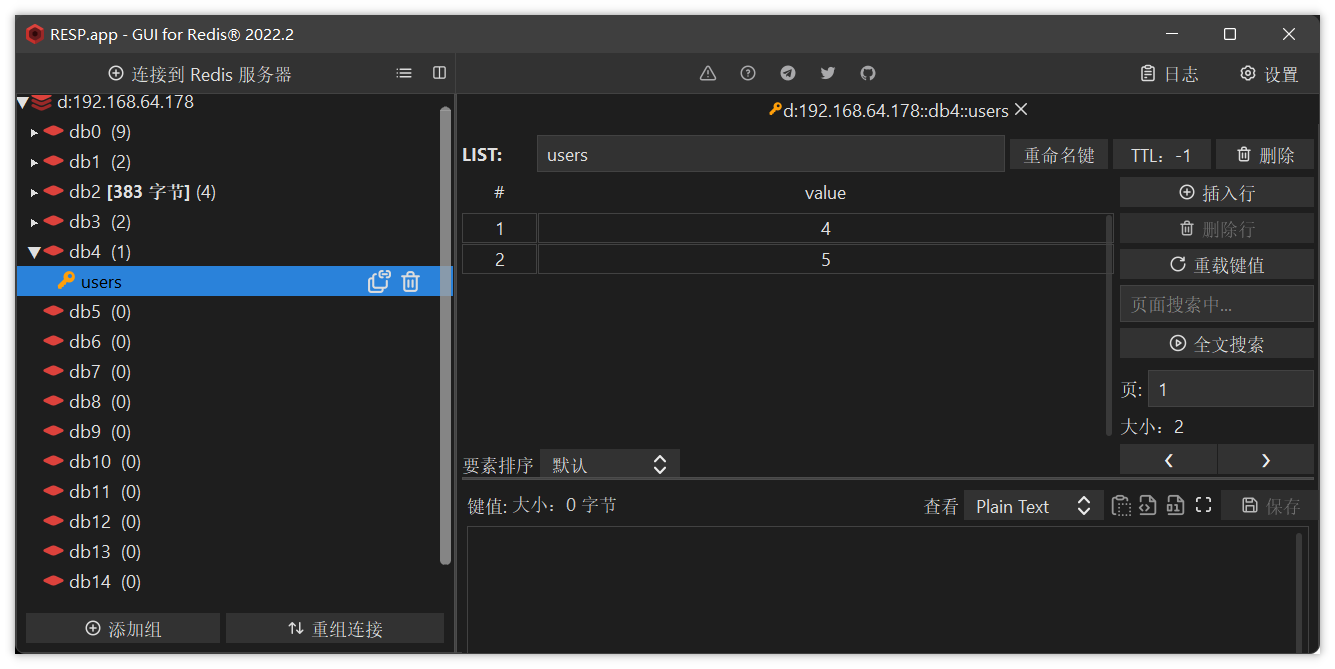 RESP.app - GUI for Redis® 2022.2
连接到 Redis 服务器
日志
设置
d:192.168.64.178
db0 (9)
db1 (2)
db2 [383 字节] (4)
db3 (2)
db4 (1)
users
db5 (0)
db6 (0)
db7 (0)
db8 (0)
db9 (0)
db10 (0)
db11 (0)
db12 (0)
db13 (0)
db14 (0)
添加组
重组连接
d:192.168.64.178::db4::users
LIST:
users
重命名键
TTL：-1
删除
# value
1 4
2 5
插入行
删除行
重载键值
页面搜索中...
全文搜索
页: 1
大小：2
要素排序 默认
键值: 大小：0 字节
查看 Plain Text
保存